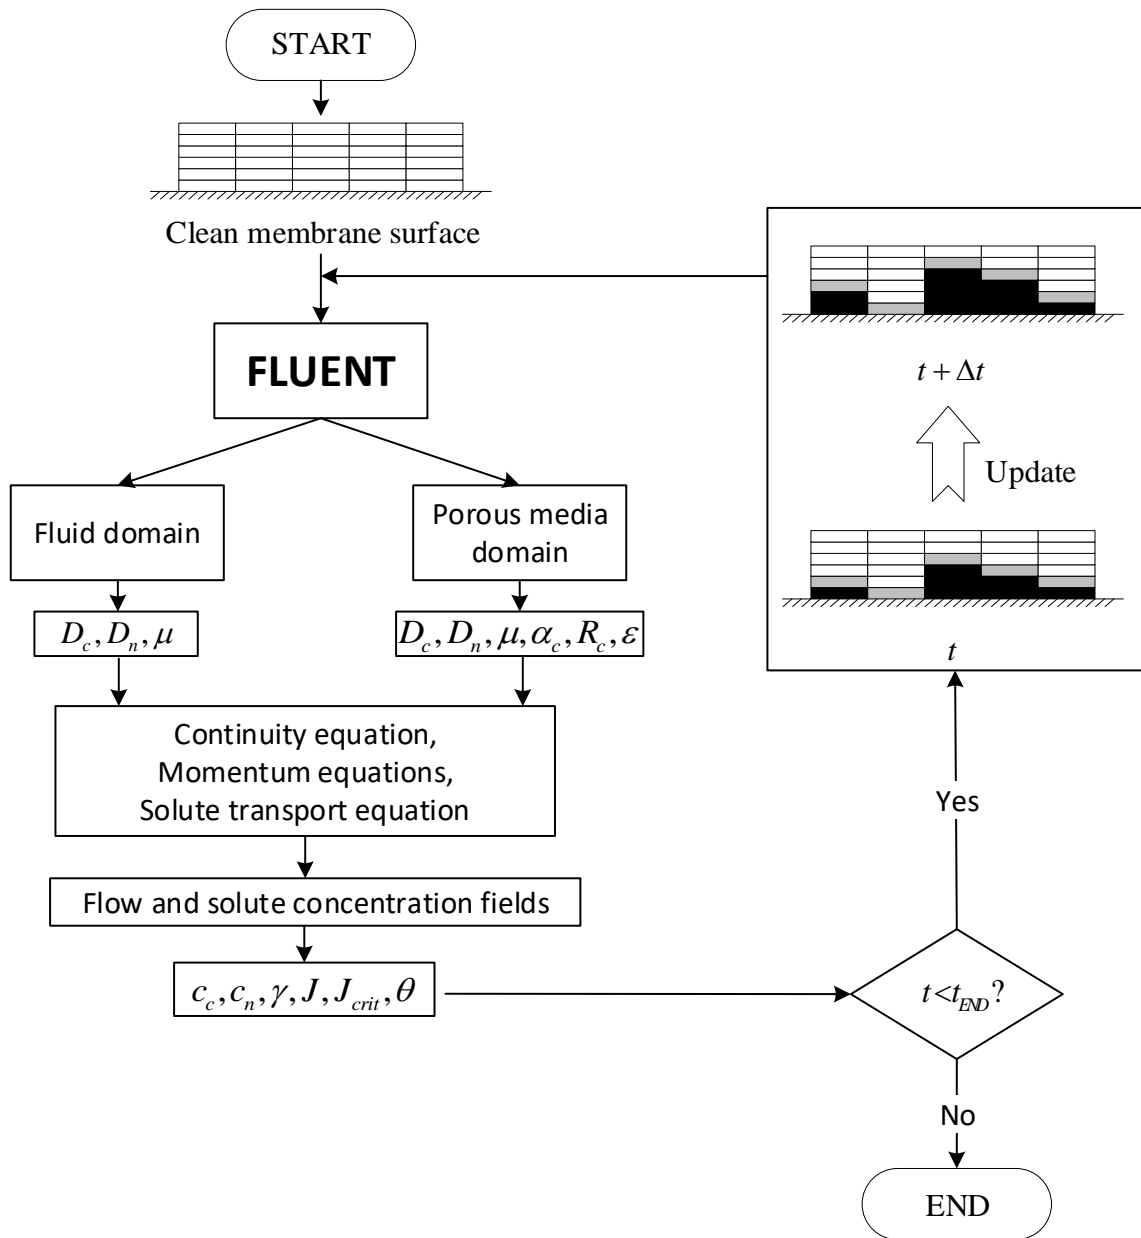 START
Clean membrane surface
FLUENT
Fluid domain
Porous media
domain
D_c, D_n, μ
D_c, D_n, μ, α_c, R_c, ε
Continuity equation,
Momentum equations,
Solute transport equation
Flow and solute concentration fields
c_c, c_n, γ, J, J_crit, θ
t + Δt
Update
t
Yes
t<t_END?
No
END